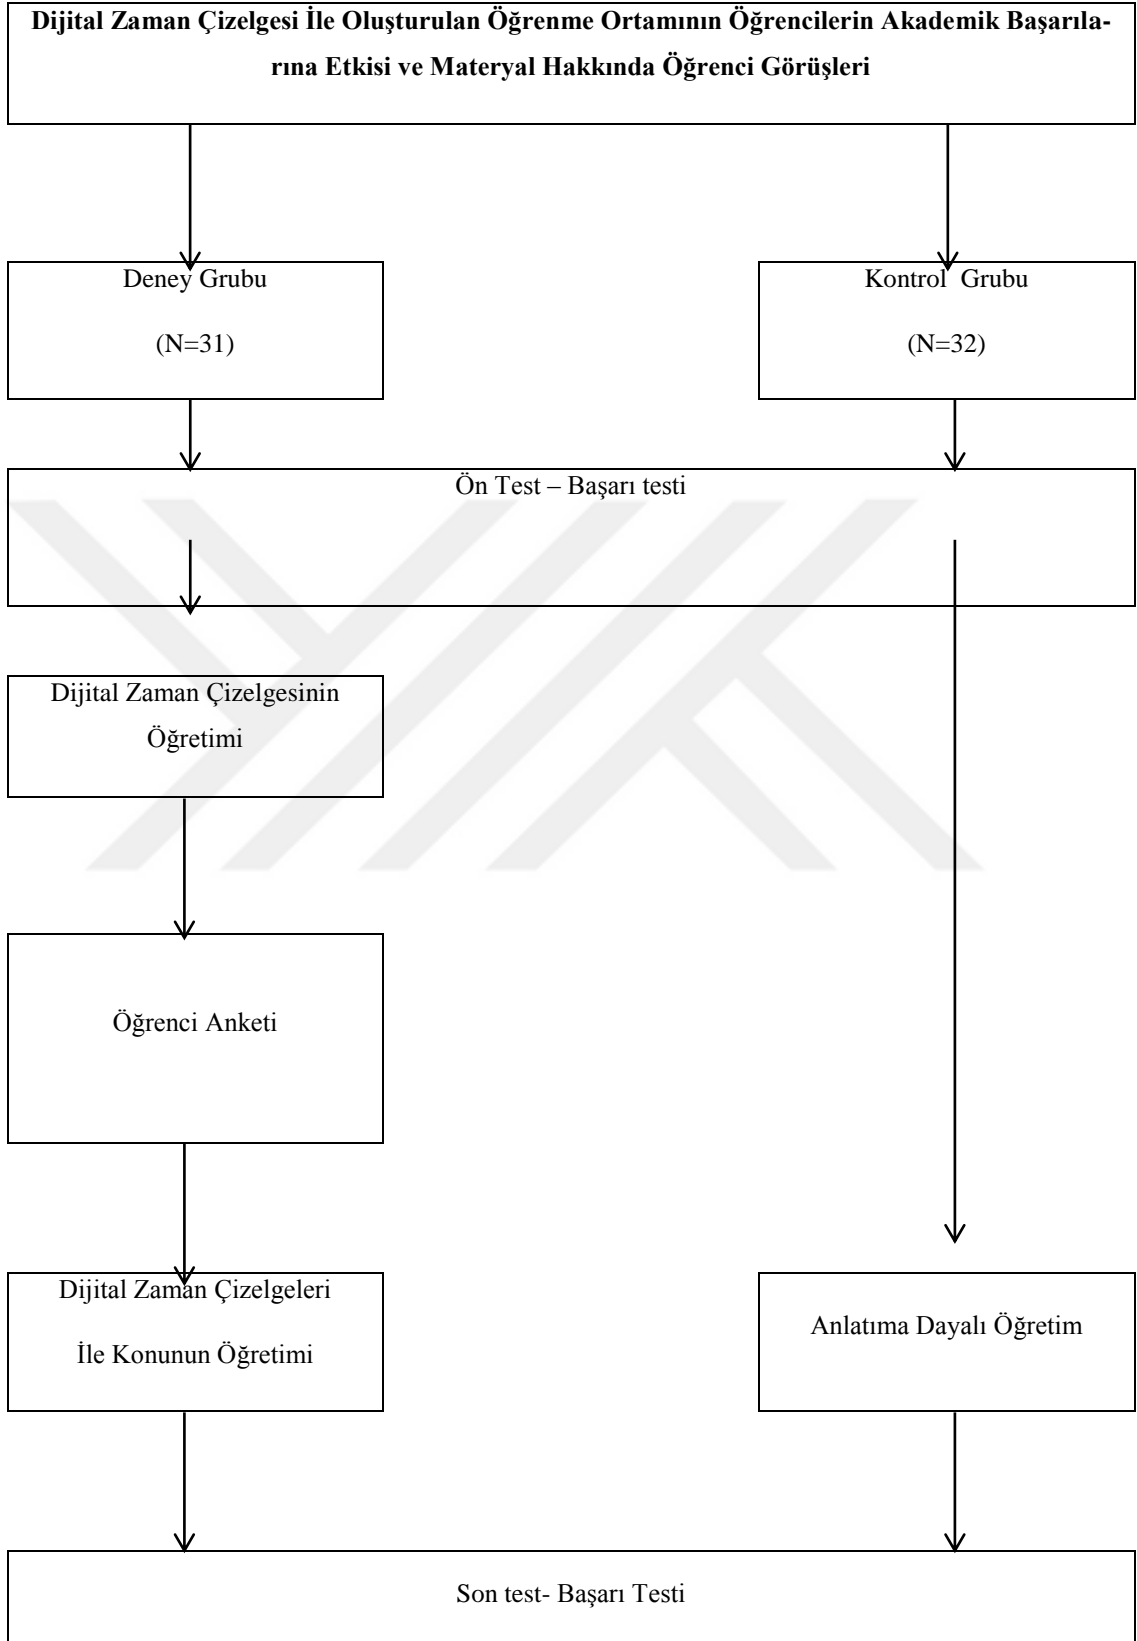 Dijital Zaman Çizelgesi İle Oluşturulan Öğrenme Ortamının Öğrencilerin Akademik Başarıla-
rına Etkisi ve Materyal Hakkında Öğrenci Görüşleri
Deney Grubu
(N=31)
Kontrol Grubu
(N=32)
Ön Test – Başarı testi
Dijital Zaman Çizelgesinin
Öğretimi
Öğrenci Anketi
Dijital Zaman Çizelgeleri
İle Konunun Öğretimi
Anlatıma Dayalı Öğretim
Son test- Başarı Testi